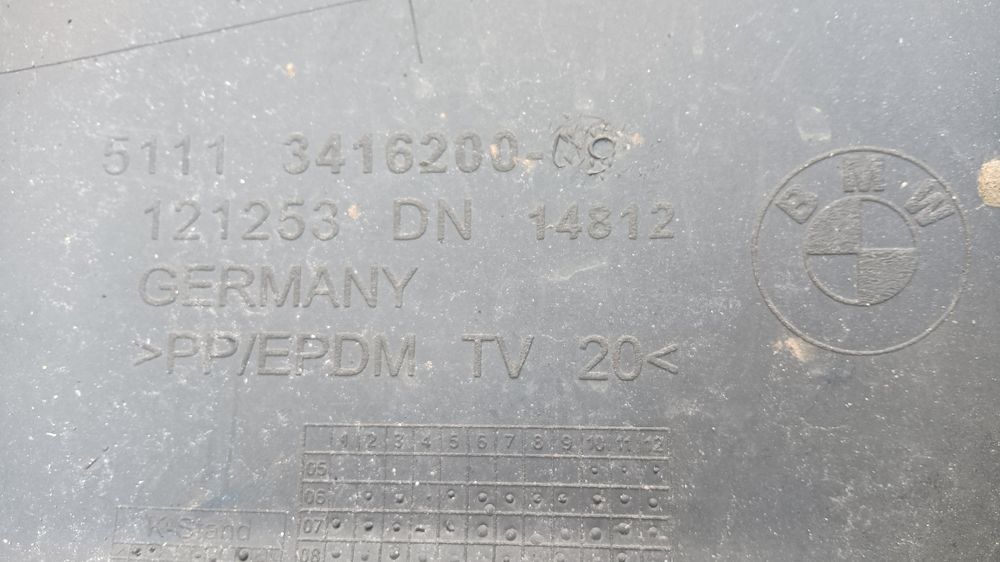 5111 3416200-09
121253 DN 14812
GERMANY
>PP/EPDM TV 20<
BMW
1 2 3 4 5 6 7 8 9 10 11 12
05
06
07
08
K-Stand